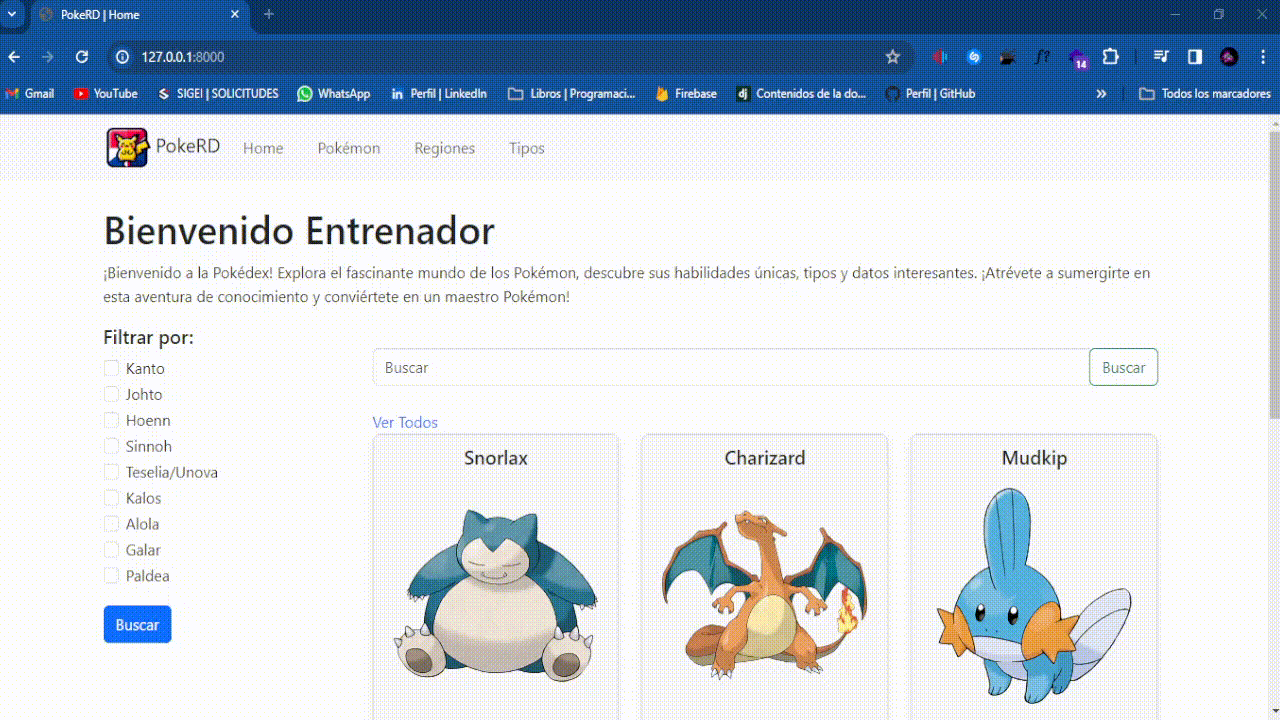 PokeRD | Home
127.0.0.1:8000
14
Gmail
YouTube
SIGEI | SOLICITUDES
WhatsApp
Perfil | LinkedIn
Libros | Programaci...
Firebase
Contenidos de la do...
Perfil | GitHub
Todos los marcadores
PokeRD
Home
Pokémon
Regiones
Tipos
Bienvenido Entrenador
¡Bienvenido a la Pokédex! Explora el fascinante mundo de los Pokémon, descubre sus habilidades únicas, tipos y datos interesantes. ¡Atrévete a sumergirte en
esta aventura de conocimiento y conviértete en un maestro Pokémon!
Filtrar por:
Kanto
Johto
Hoenn
Sinnoh
Teselia/Unova
Kalos
Alola
Galar
Paldea
Buscar
Buscar
Buscar
Ver Todos
Snorlax
Charizard
Mudkip